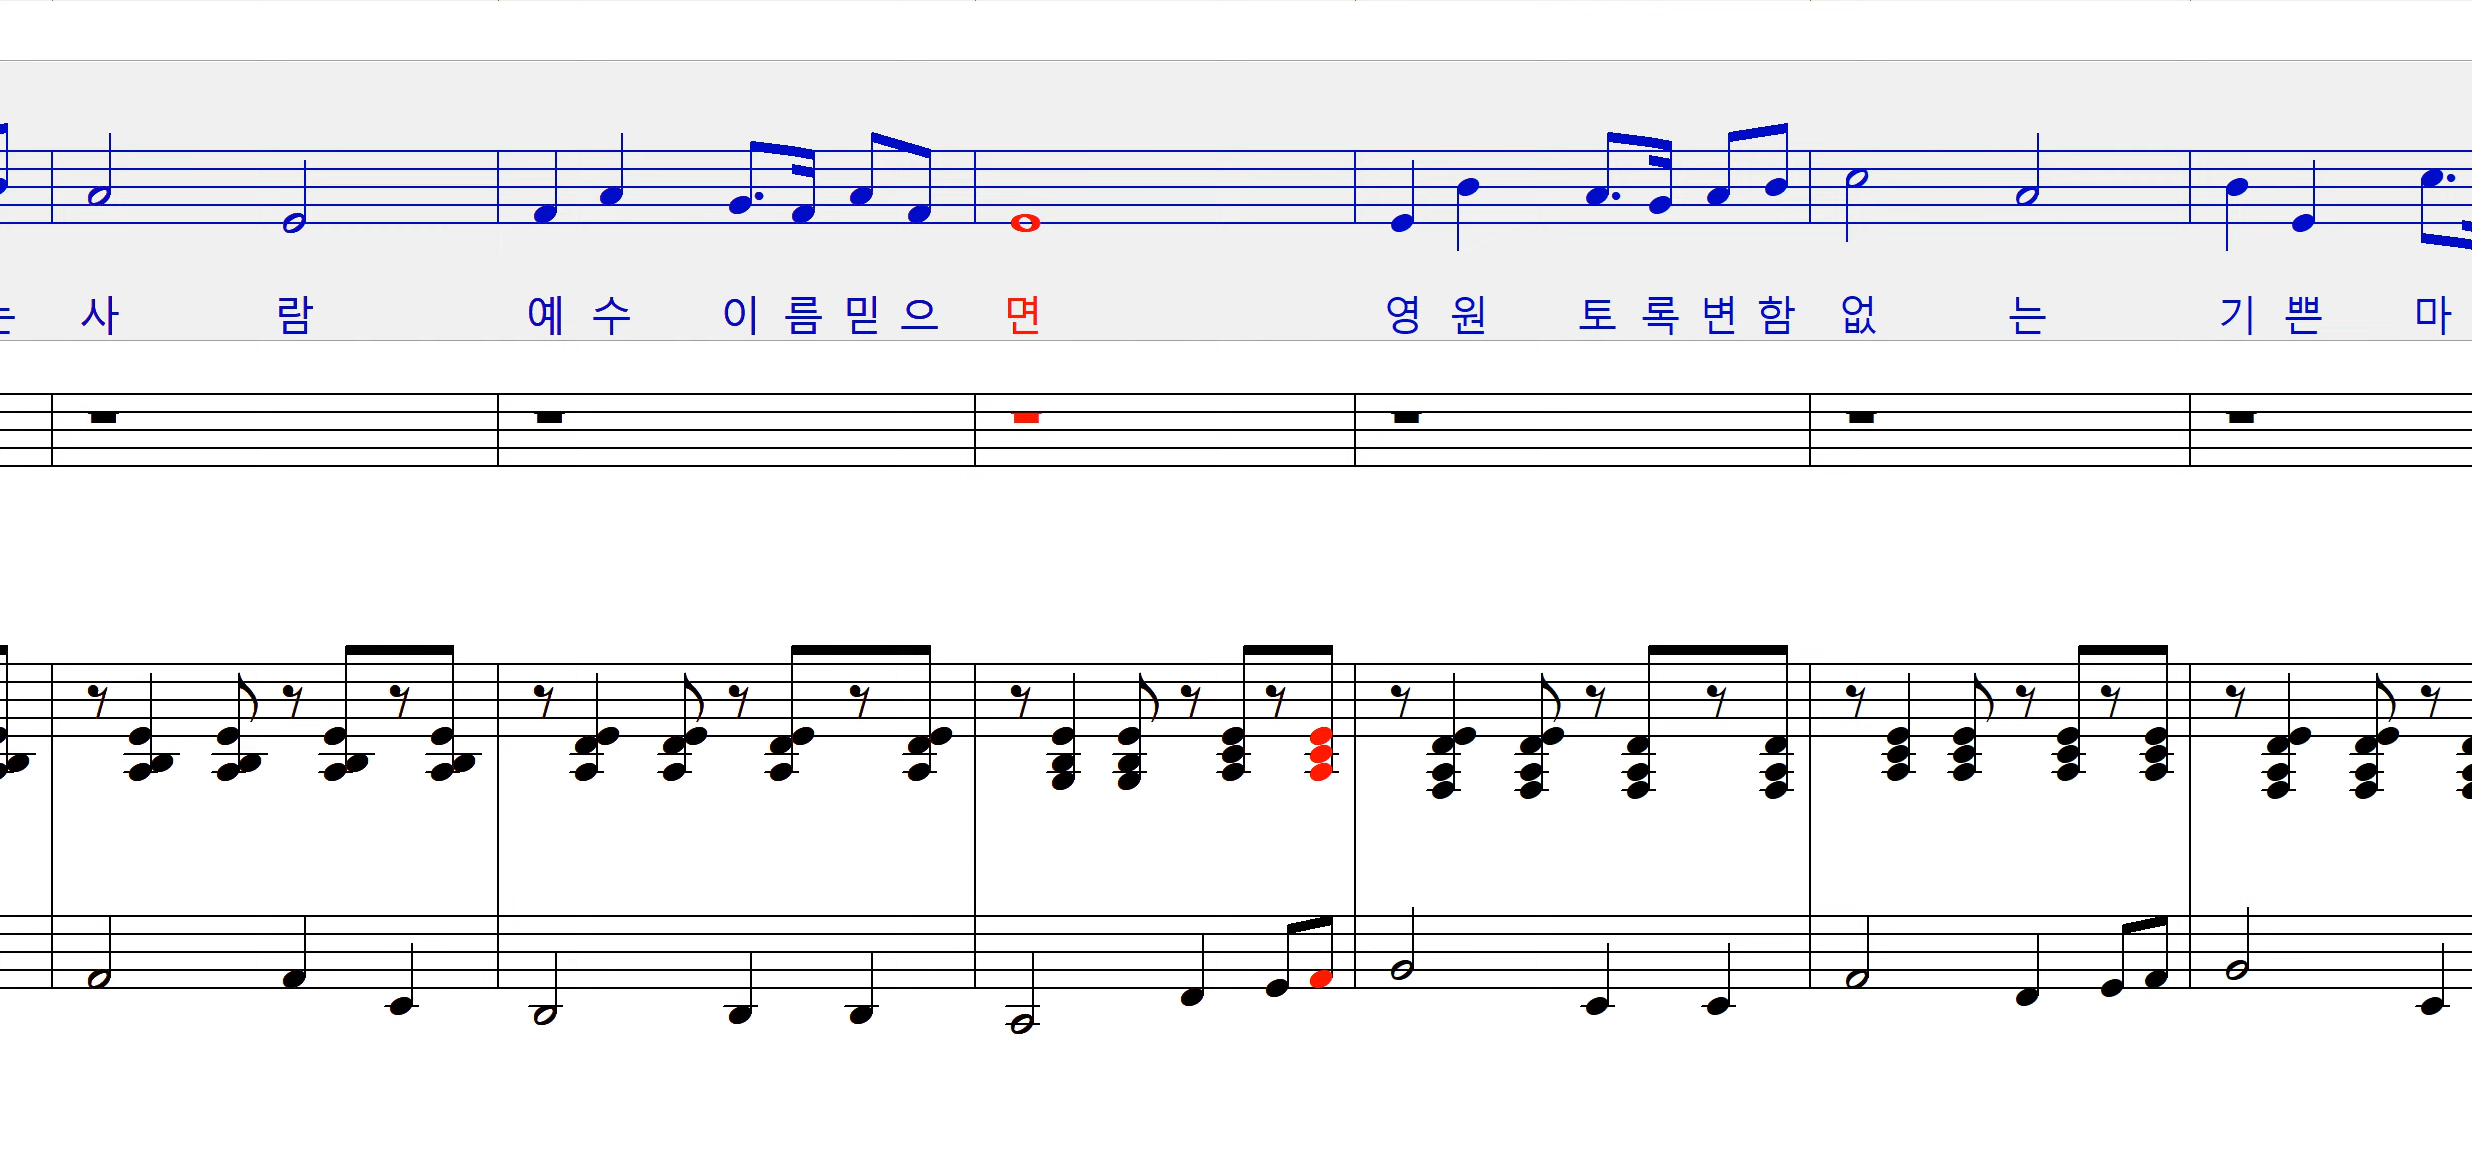 는 사 람 예 수 이 름 믿 으 면 영 원 토 록 변 함 없 는 기 쁜 마